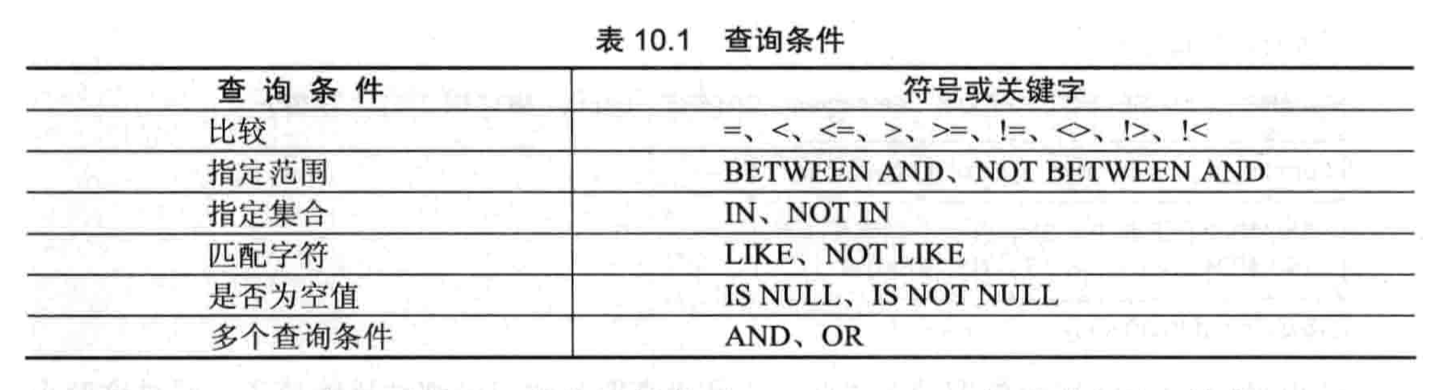 表 10.1 查询条件
查 询 条 件 符号或关键字
比较 =、<、<=、>、>=、!=、<>、!>、!<
指定范围 BETWEEN AND、NOT BETWEEN AND
指定集合 IN、NOT IN
匹配字符 LIKE、NOT LIKE
是否为空值 IS NULL、IS NOT NULL
多个查询条件 AND、OR